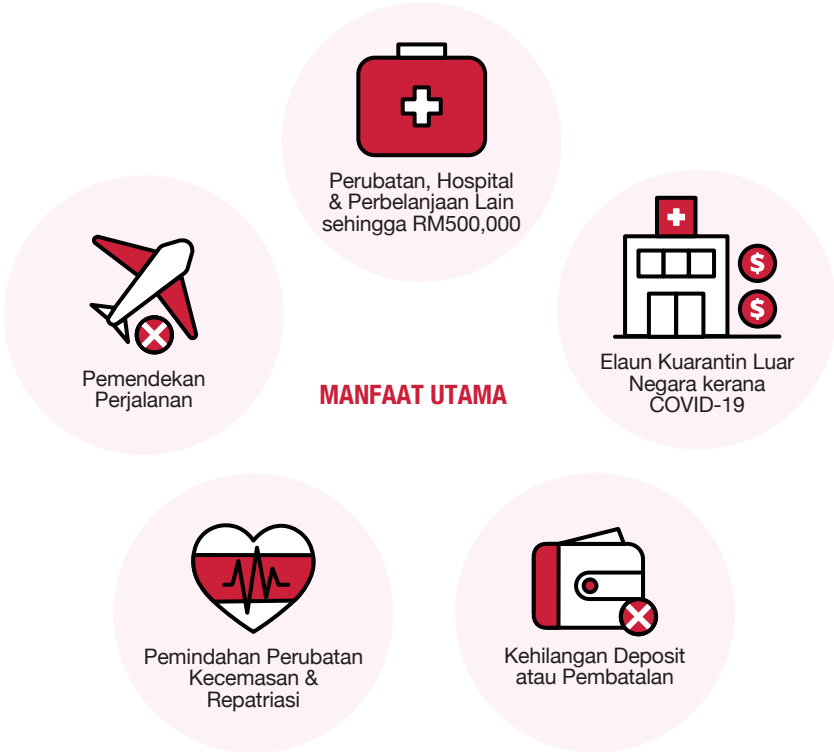 Perubatan, Hospital
& Perbelanjaan Lain
sehingga RM500,000
Pemendekan
Perjalanan
MANFAAT UTAMA
$
$
Elaun Kuarantin Luar
Negara kerana
COVID-19
Pemindahan Perubatan
Kecemasan &
Repatriasi
Kehilangan Deposit
atau Pembatalan